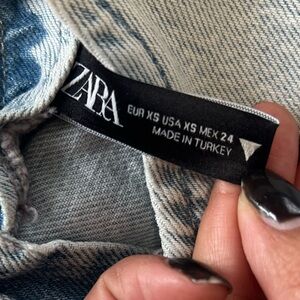 ZARA
EUR XS USA XS MEX 24
MADE IN TURKEY